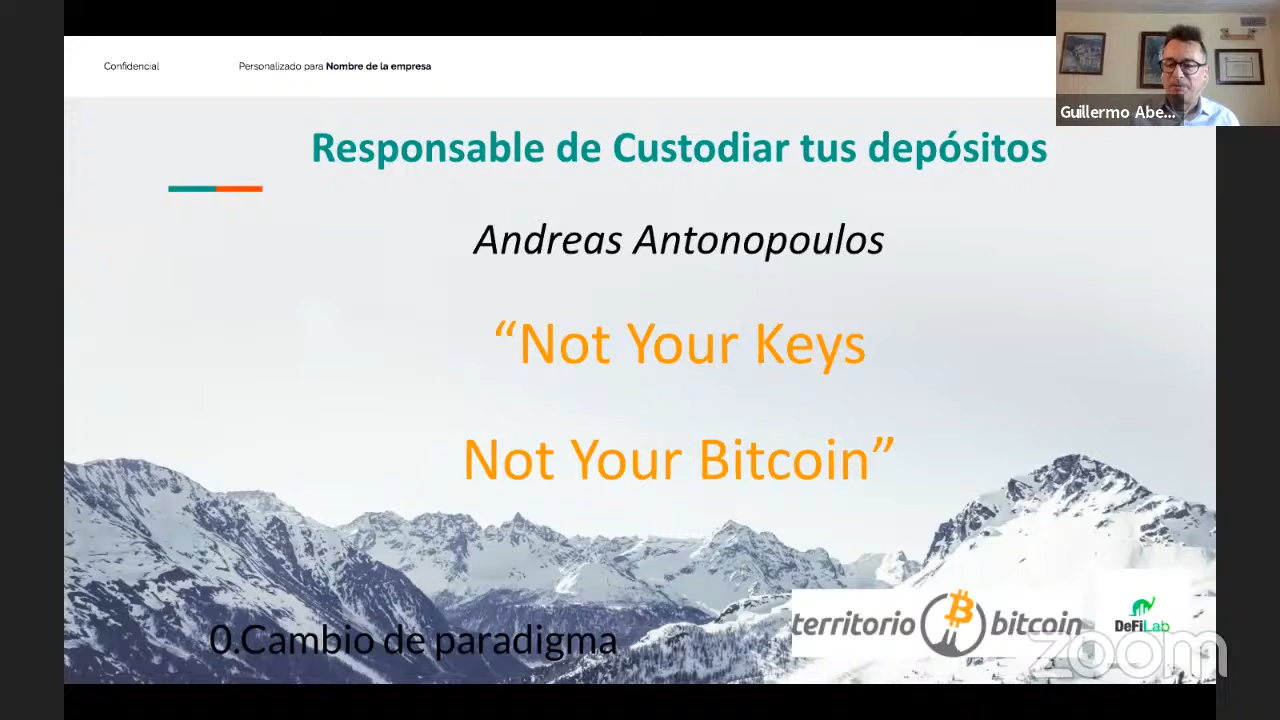 Confidencial
Personalizado para Nombre de la empresa
Guillermo Abe...
Responsable de Custodiar tus depósitos
Andreas Antonopoulos
“Not Your Keys
Not Your Bitcoin”
territorio bitcoin
DeFiLab
0.Cambio de paradigma
zoom